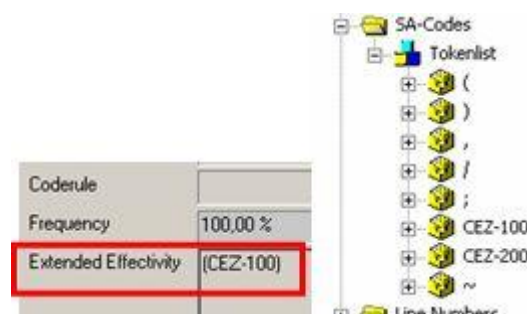 Coderule
Frequency 100,00 %
Extended Effectivity (CEZ-100)
SA-Codes
Tokenlist
(
)
,
/
;
CEZ-100
CEZ-200
~
Line Numbers